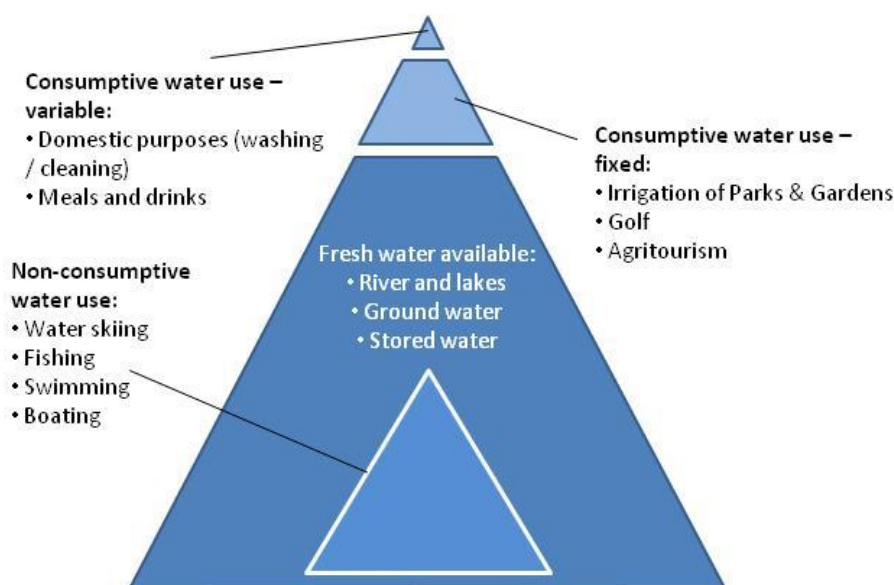 Consumptive water use –
variable:
• Domestic purposes (washing
/ cleaning)
• Meals and drinks
Consumptive water use –
fixed:
• Irrigation of Parks & Gardens
• Golf
• Agritourism
Fresh water available:
• River and lakes
• Ground water
• Stored water
Non-consumptive
water use:
• Water skiing
• Fishing
• Swimming
• Boating